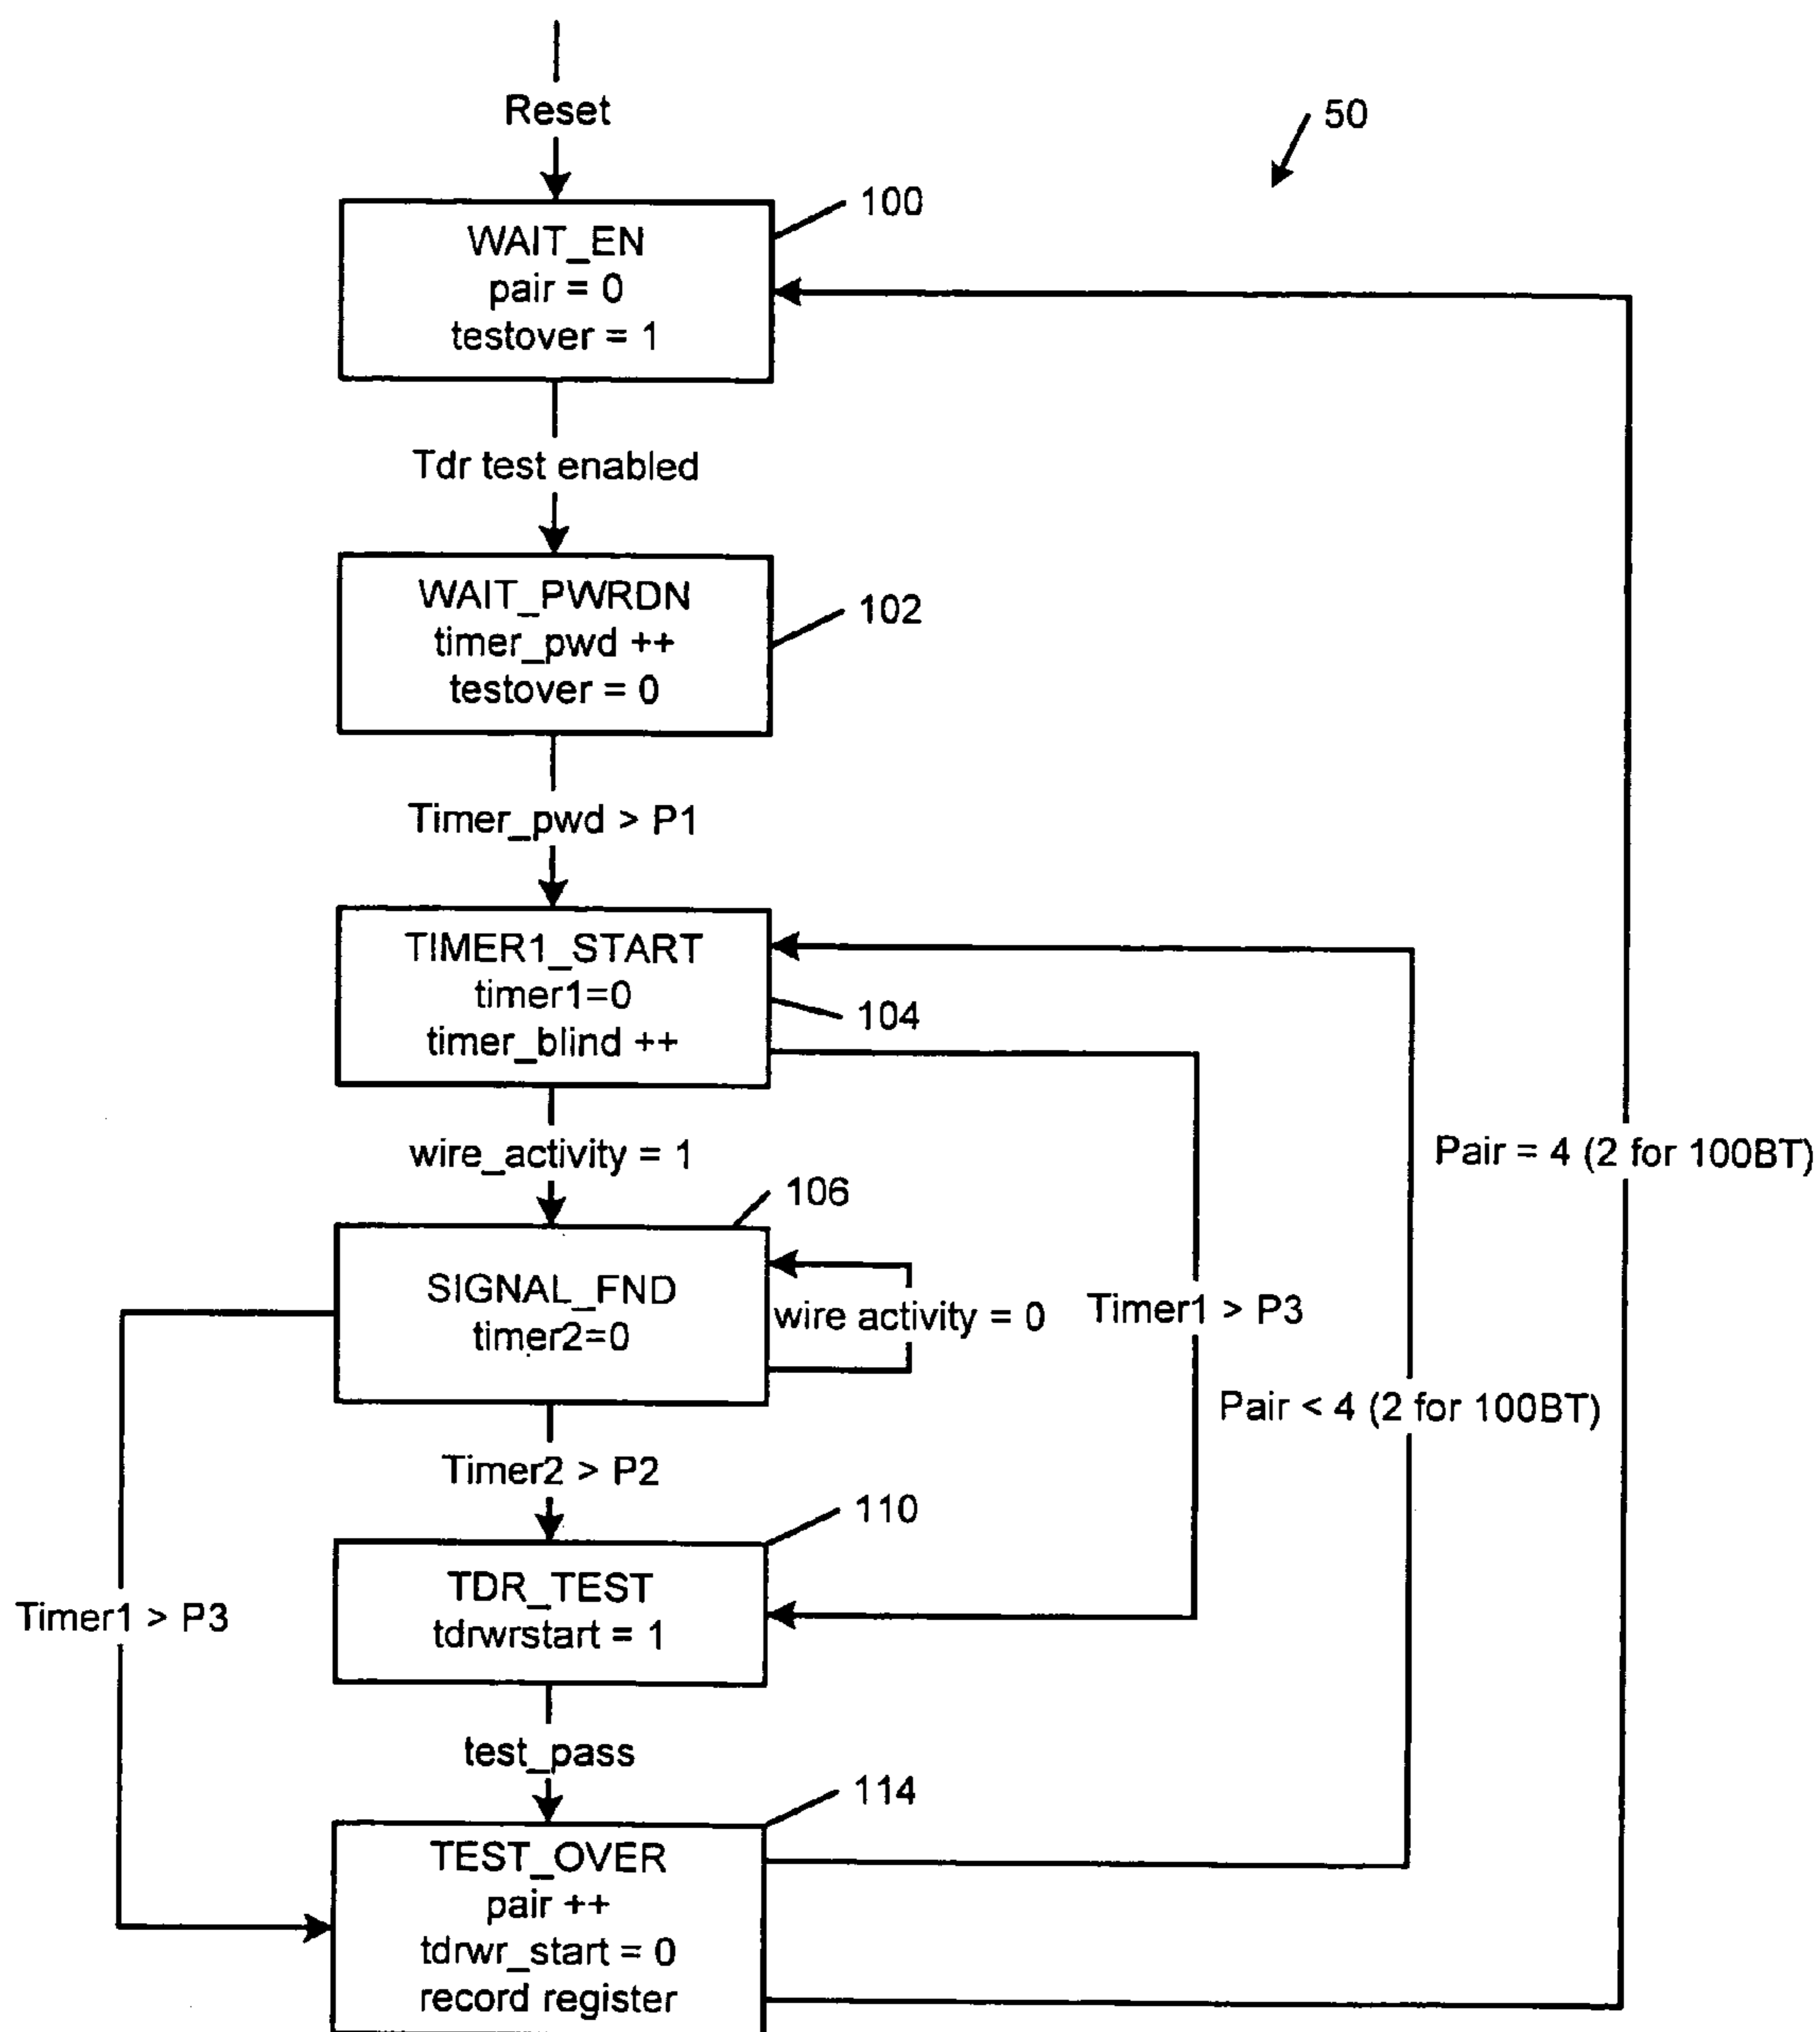 Reset
50
100
WAIT_EN
pair = 0
testover = 1
Tdr test enabled
WAIT_PWRDN
timer_pwd ++
testover = 0
102
Timer_pwd > P1
TIMER1_START
timer1=0
timer_blind ++
104
wire_activity = 1
Pair = 4 (2 for 100BT)
106
SIGNAL_FND
timer2=0
wire activity = 0
Timer1 > P3
Pair < 4 (2 for 100BT)
Timer2 > P2
110
TDR_TEST
tdrwrstart = 1
Timer1 > P3
test_pass
114
TEST_OVER
pair ++
tdrwr_start = 0
record register